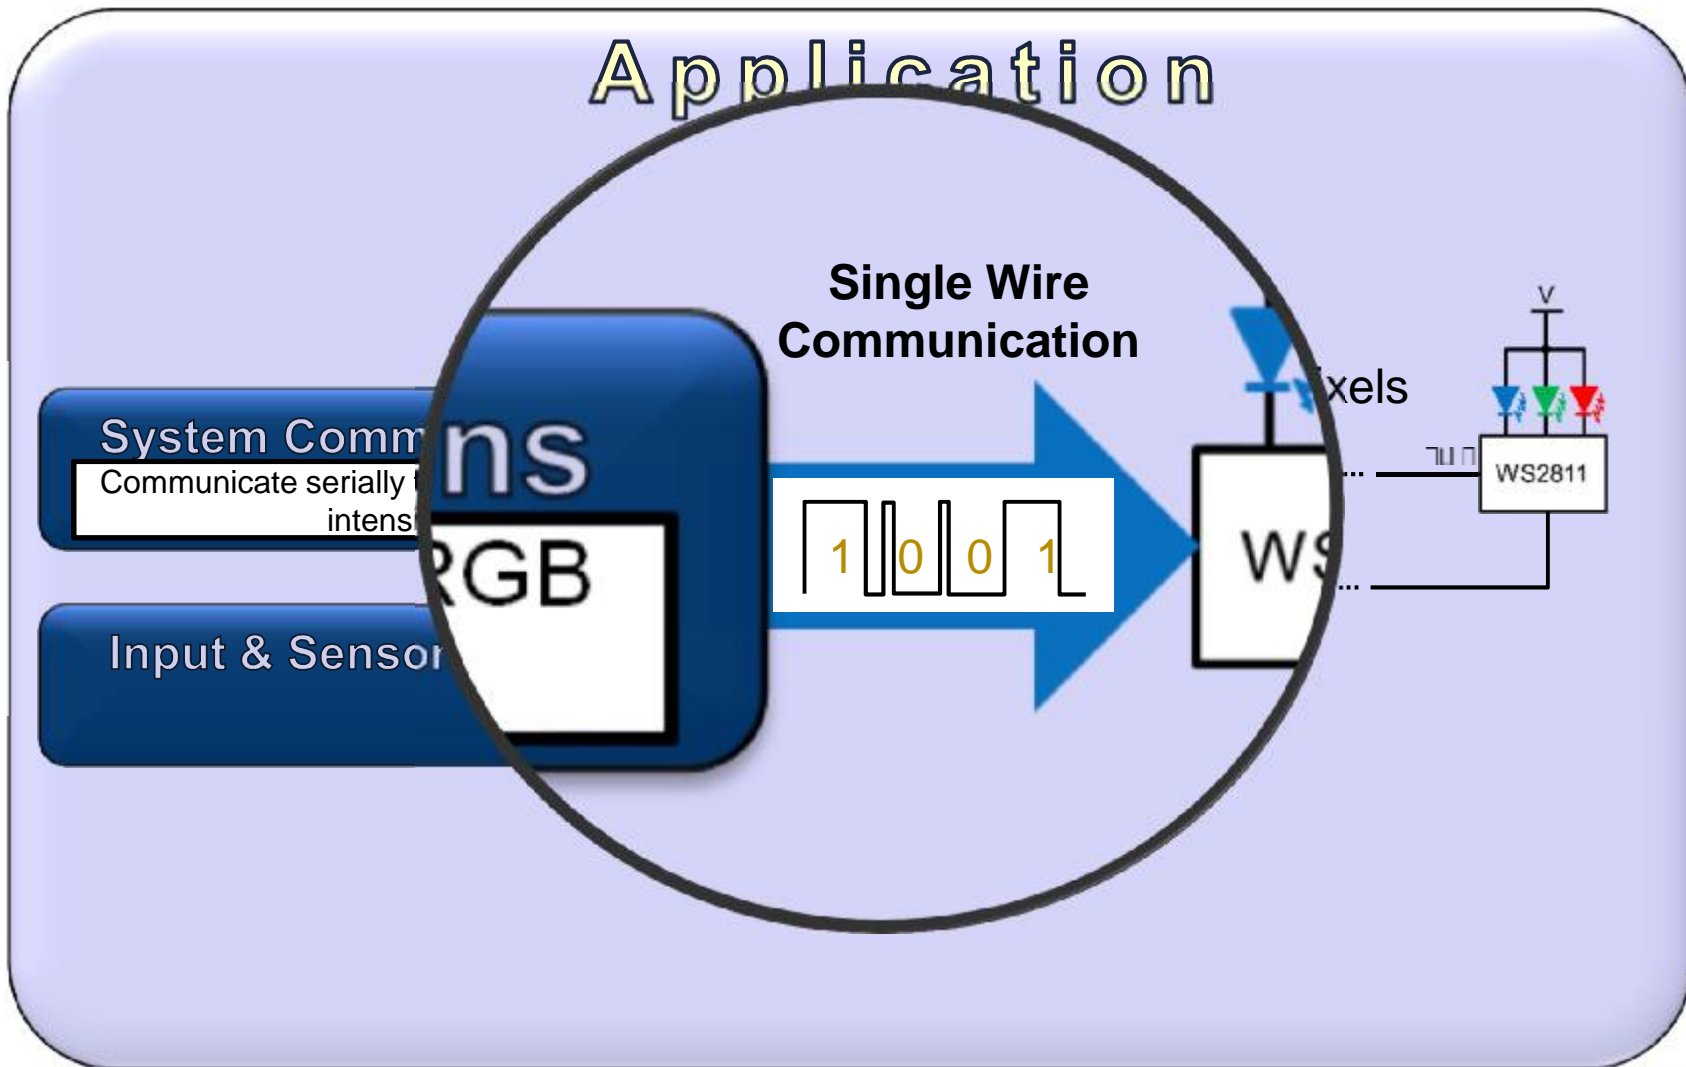 Application
Single Wire
Communication
V
xels
System Comm
ns
Communicate serially
intensi
RGB
1 0 0 1
WS
WS2811
Input & Sensor